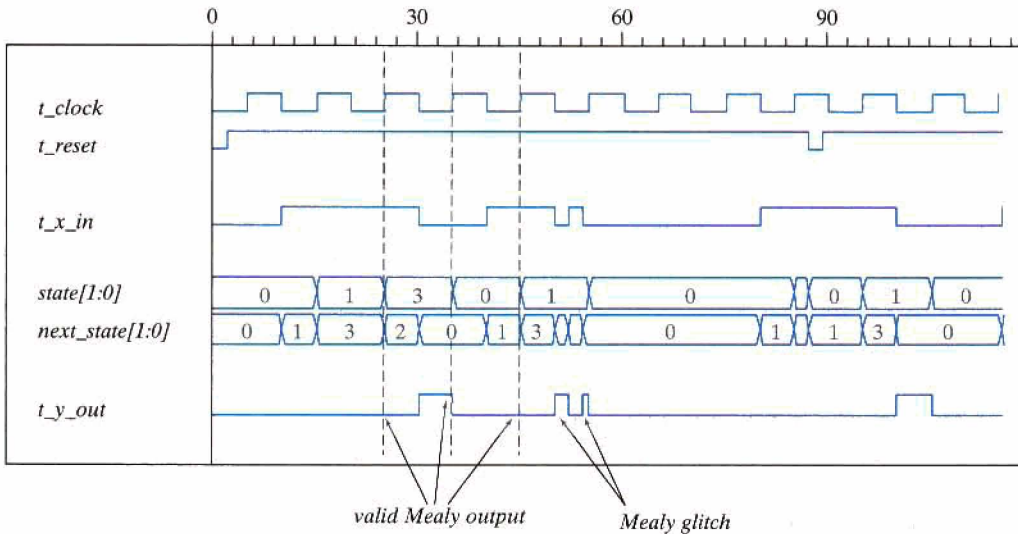 0 30 60 90
t_clock
t_reset
t_x_in
state[1:0] 0 1 3 0 1 0 0 1 0
next_state[1:0] 0 1 3 2 0 1 3 0 1 1 3 0
t_y_out
valid Mealy output
Mealy glitch